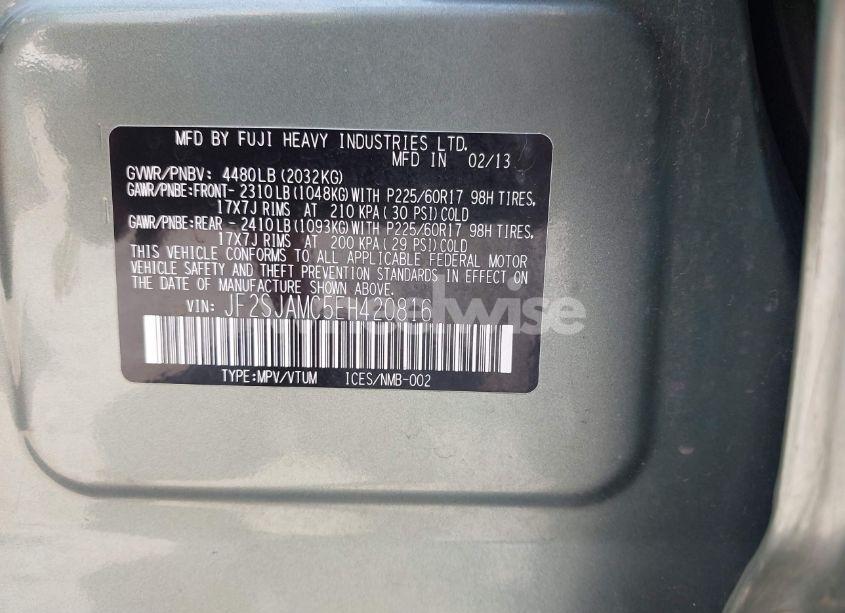 MFD BY FUJI HEAVY INDUSTRIES LTD.
MFD IN 02/13
GVWR/PNBV: 4480LB (2032KG)
GAWR/PNBE:FRONT- 2310LB(1048KG)WITH P225/60R17 98H TIRES,
17X7J RIMS AT 210 KPA( 30 PSI)COLD
GAWR/PNBE:REAR - 2410LB(1093KG)WITH P225/60R17 98H TIRES,
17X7J RIMS AT 200 KPA( 29 PSI)COLD
THIS VEHICLE CONFORMS TO ALL APPLICABLE FEDERAL MOTOR
VEHICLE SAFETY AND THEFT PREVENTION STANDARDS IN EFFECT ON
THE DATE OF MANUFACTURE SHOWN ABOVE.
VIN: JF2SJAMC5EH420816
TYPE:MPV/VTUM ICES/NMB-002